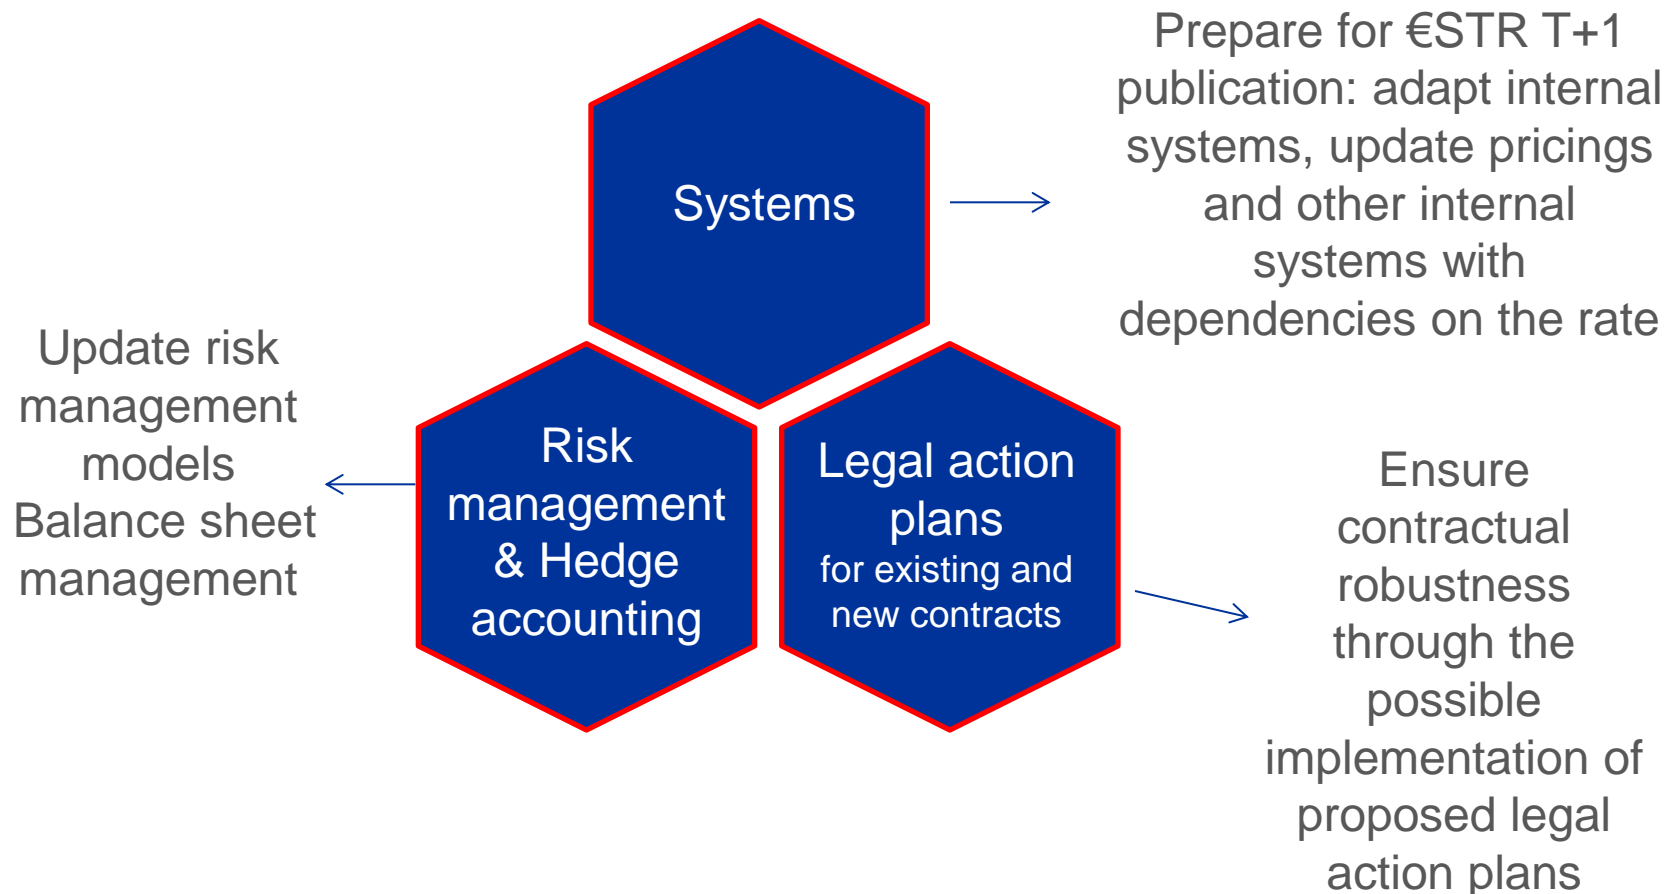 Systems
Prepare for €STR T+1
publication: adapt internal
systems, update pricings
and other internal
systems with
dependencies on the rate
Update risk
management
models
Balance sheet
management
Risk
management
& Hedge
accounting
Legal action
plans
for existing and
new contracts
Ensure
contractual
robustness
through the
possible
implementation of
proposed legal
action plans